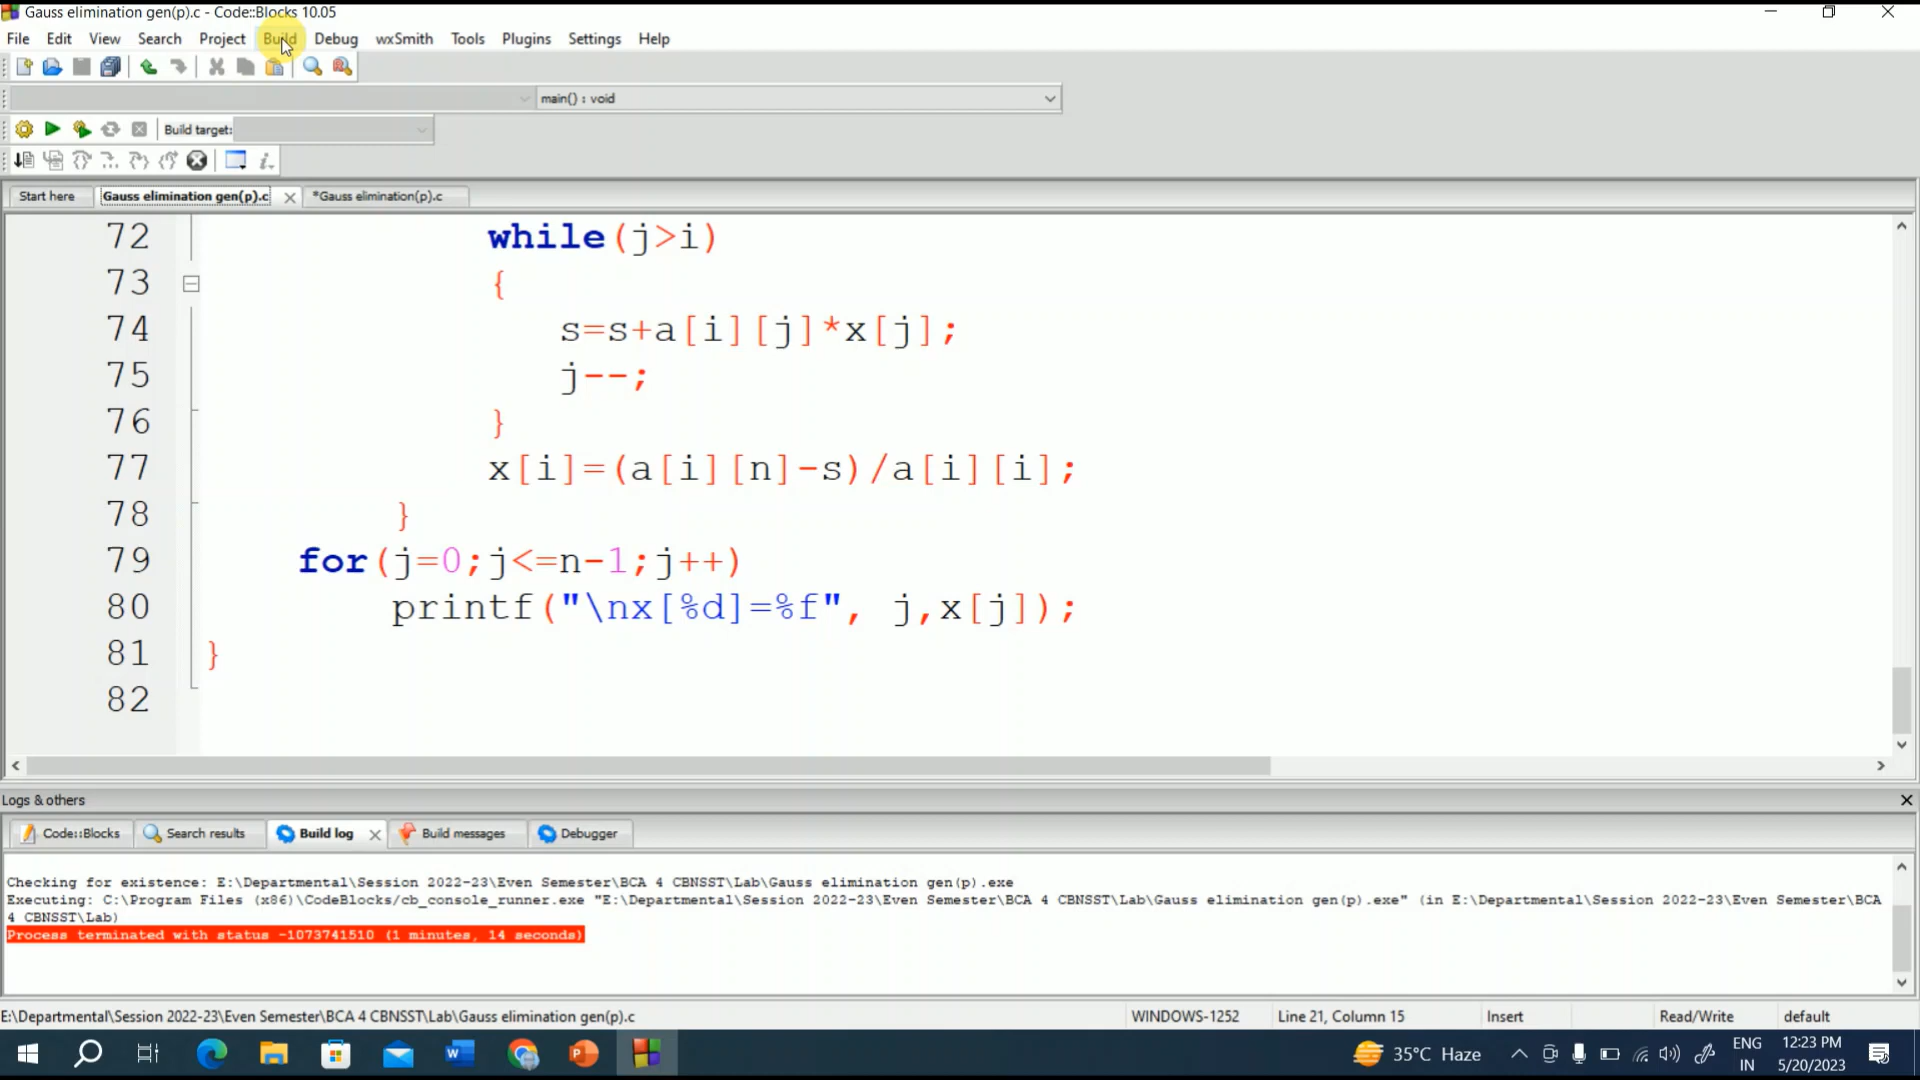 Gauss elimination gen(p).c - Code::Blocks 10.05
File Edit View Search Project Build Debug wxSmith Tools Plugins Settings Help
main() : void
Build target:
Start here Gauss elimination gen(p).c *Gauss elimination(p).c
72 while(j>i)
73 {
74 s=s+a[i][j]*x[j];
75 j--;
76 }
77 x[i]=(a[i][n]-s)/a[i][i];
78 }
79 for(j=0;j<=n-1;j++)
80 printf("\nx[%d]=%f", j,x[j]);
81 }
82
Logs & others
Code::Blocks Search results Build log Build messages Debugger
Checking for existence: E:\Departmental\Session 2022-23\Even Semester\BCA 4 CBNSST\Lab\Gauss elimination gen(p).exe
Executing: C:\Program Files (x86)\CodeBlocks/cb_console_runner.exe "E:\Departmental\Session 2022-23\Even Semester\BCA 4 CBNSST\Lab\Gauss elimination gen(p).exe" (in E:\Departmental\Session 2022-23\Even Semester\BCA
4 CBNSST\Lab)
Process terminated with status -1073741510 (1 minutes, 14 seconds)
E:\Departmental\Session 2022-23\Even Semester\BCA 4 CBNSST\Lab\Gauss elimination gen(p).c WINDOWS-1252 Line 21, Column 15 Insert Read/Write default
35°C Haze ENG 12:23 PM
IN 5/20/2023